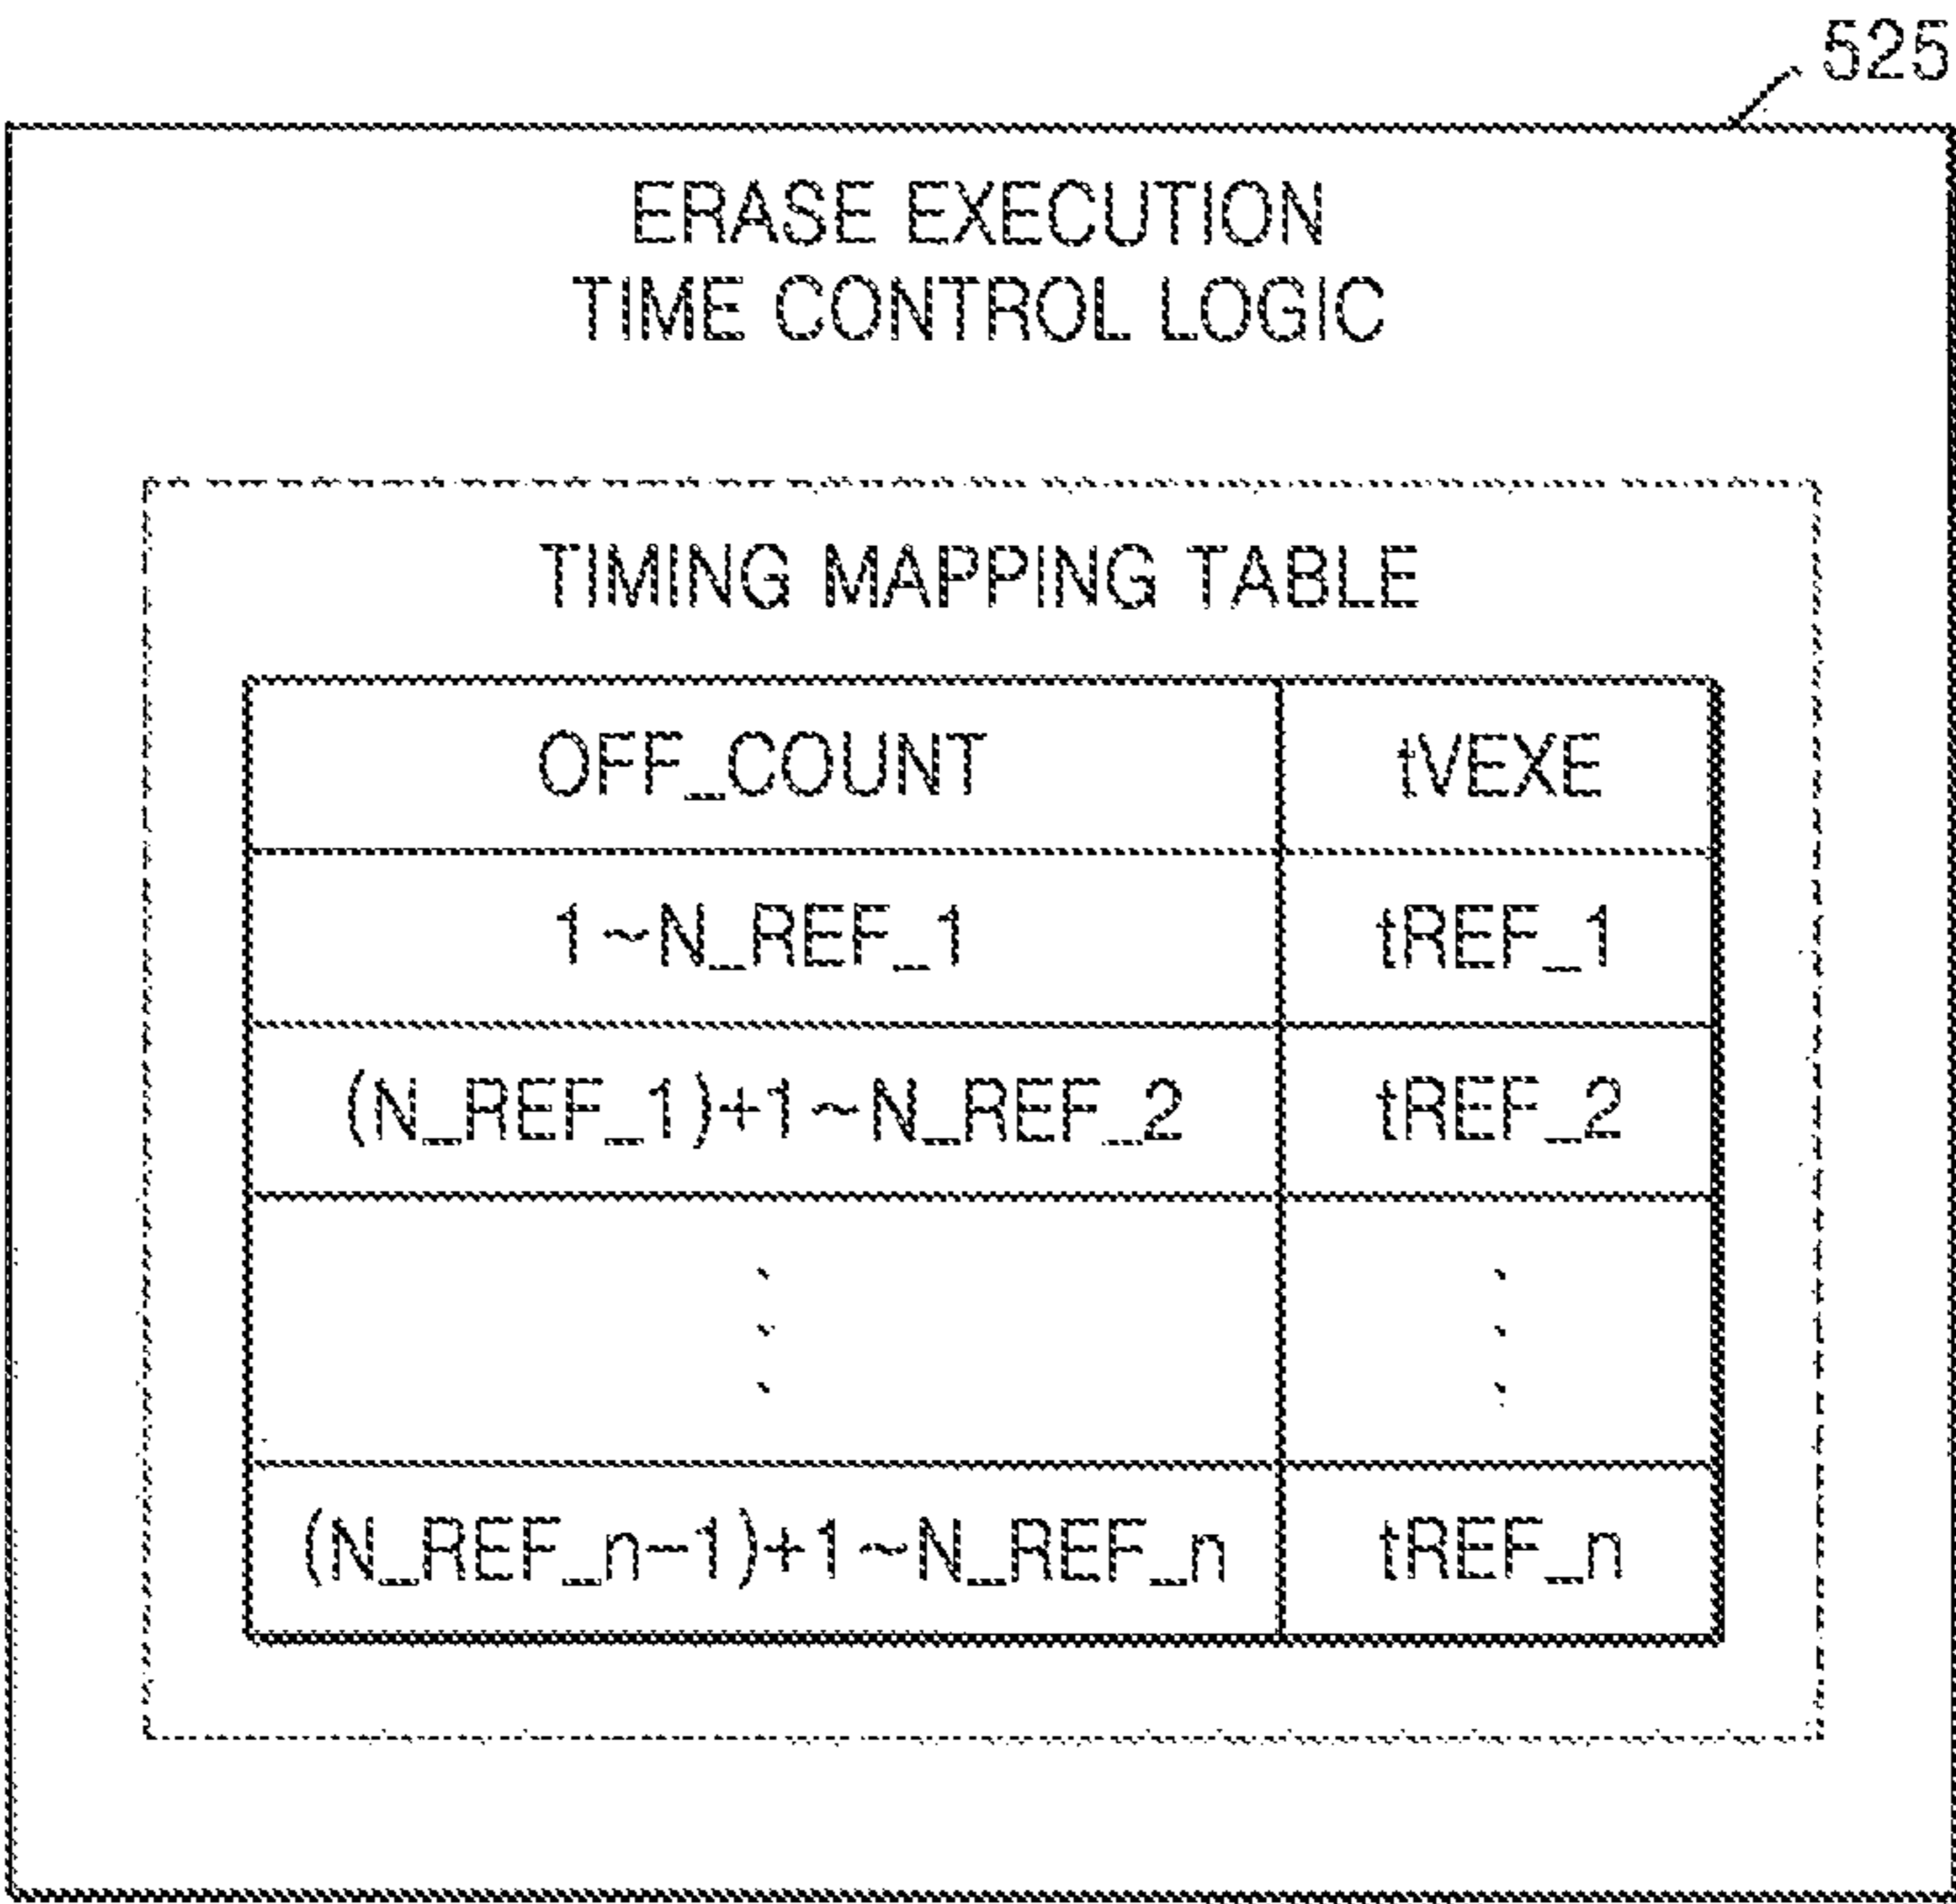 525
ERASE EXECUTION
TIME CONTROL LOGIC
TIMING MAPPING TABLE
OFF_COUNT tVEXE
1~N_REF_1 tREF_1
(N_REF_1)+1~N_REF_2 tREF_2
(N_REF_n-1)+1~N_REF_n tREF_n